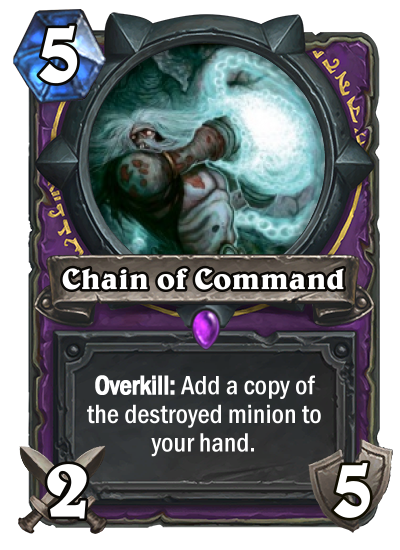 5
Chain of Command
Overkill: Add a copy of
the destroyed minion to
your hand.
2
5